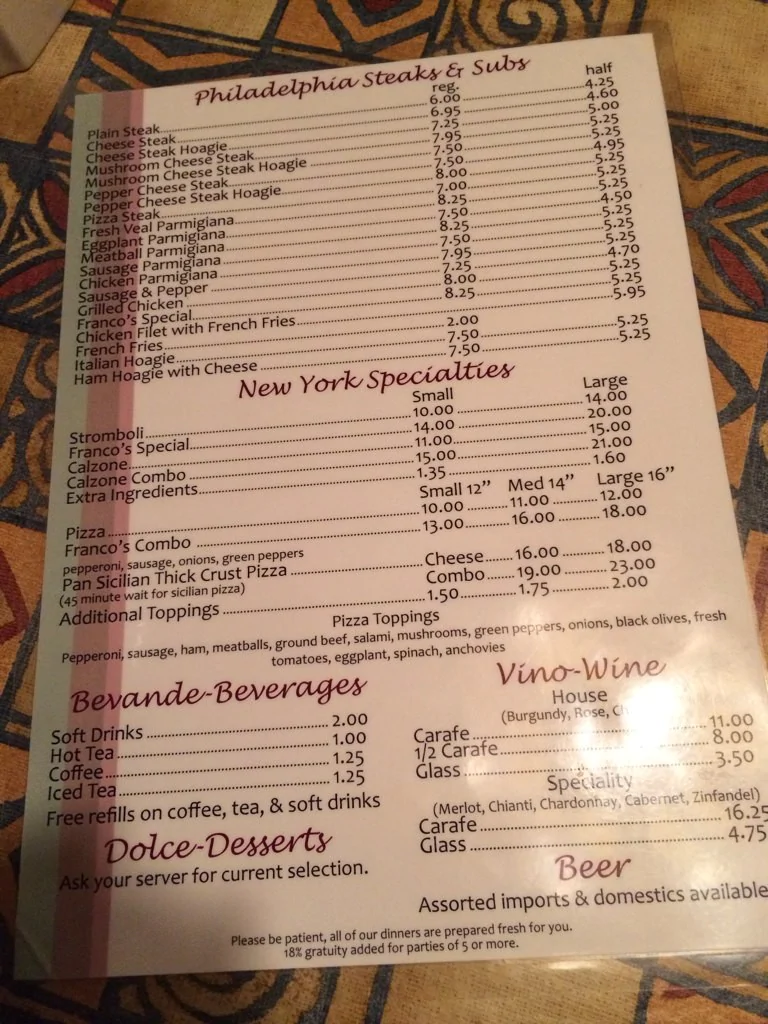 Philadelphia Steaks & Subs
reg. half
Plain Steak 6.00 4.25
Cheese Steak 6.95 4.60
Cheese Steak Hoagie 7.25 5.00
Mushroom Cheese Steak 7.95 5.25
Mushroom Cheese Steak Hoagie 7.50 5.25
Pepper Cheese Steak 7.50 4.95
Pepper Cheese Steak Hoagie 8.00 5.25
Pizza Steak 7.00 5.25
Fresh Veal Parmigiana 8.25 5.25
Eggplant Parmigiana 7.50 4.50
Meatball Parmigiana 8.25 5.25
Sausage Parmigiana 7.50 5.25
Chicken Parmigiana 7.95 4.70
Sausage & Pepper 7.25 5.25
Grilled Chicken 8.00 5.25
Franco's Special 8.25 5.95
Chicken Filet with French Fries
French Fries 2.00
Italian Hoagie 7.50 5.25
Ham Hoagie with Cheese 7.50 5.25
New York Specialties
Small Large
Stromboli 10.00 14.00
Franco's Special 14.00 20.00
Calzone 11.00 15.00
Calzone Combo 15.00 21.00
Extra Ingredients 1.35 1.60
Small 12" Med 14" Large 16"
Pizza 10.00 11.00 12.00
Franco's Combo 13.00 16.00 18.00
pepperoni, sausage, onions, green peppers
Pan Sicilian Thick Crust Pizza Cheese 16.00 18.00
(45 minute wait for sicilian pizza) Combo 19.00 23.00
Additional Toppings 1.50 1.75 2.00
Pizza Toppings
Pepperoni, sausage, ham, meatballs, ground beef, salami, mushrooms, green peppers, onions, black olives, fresh
tomatoes, eggplant, spinach, anchovies
Bevande-Beverages
Soft Drinks 2.00
Hot Tea 1.00
Coffee 1.25
Iced Tea 1.25
Free refills on coffee, tea, & soft drinks
Dolce-Desserts
Ask your server for current selection.
Vino-Wine
House
(Burgundy, Rose,
Carafe 11.00
1/2 Carafe 8.00
Glass 3.50
Speciality
(Merlot, Chianti, Chardonnay, Cabernet, Zinfandel)
Carafe 16.25
Glass 4.75
Beer
Assorted imports & domestics available
Please be patient, all of our dinners are prepared fresh for you.
18% gratuity added for parties of 5 or more.